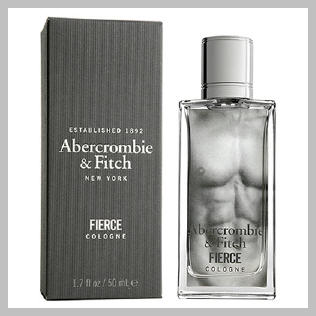 ESTABLISHED 1892
Abercrombie
& Fitch
NEW YORK
FIERCE
COLOGNE
1.7 fl oz / 50 mL e
Abercrombie
& Fitch
FIERCE
COLOGNE